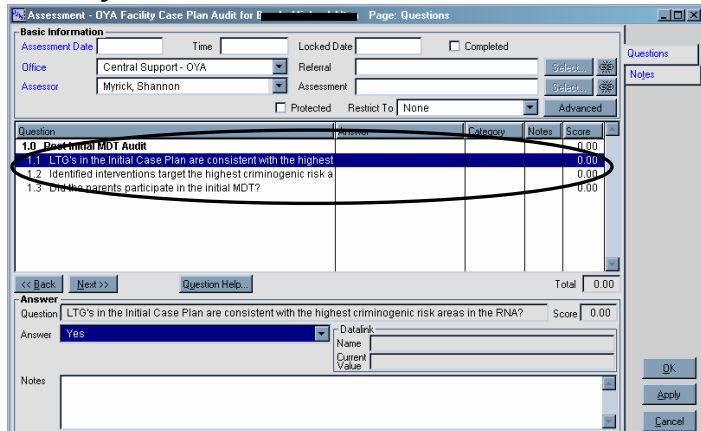 Assessment - OYA Facility Case Plan Audit for Page: Questions
Basic Information
Assessment Date Time Locked Date Completed
Office Central Support - OYA Referral Select...
Assessor Myrick, Shannon Assessment Select...
Protected Restrict To None Advanced
Questions
Notes
Question Answer Category Notes Score
1.0 Post Initial MDT Audit 0.00
1.1 LTG's in the Initial Case Plan are consistent with the highest 0.00
1.2 Identified interventions target the highest criminogenic risk a 0.00
1.3 Did the parents participate in the initial MDT? 0.00
<< Back Next >> Question Help... Total 0.00
Answer
Question LTG's in the Initial Case Plan are consistent with the highest criminogenic risk areas in the RNA? Score 0.00
Answer Yes Datalink
Name
Current
Value
Notes
OK
Apply
Cancel